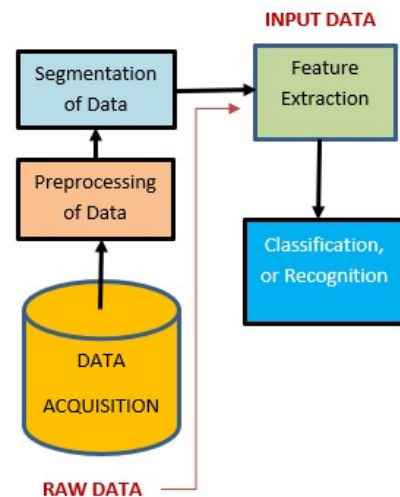 INPUT DATA
Segmentation
of Data
Feature
Extraction
Preprocessing
of Data
Classification,
or Recognition
DATA
ACQUISITION
RAW DATA